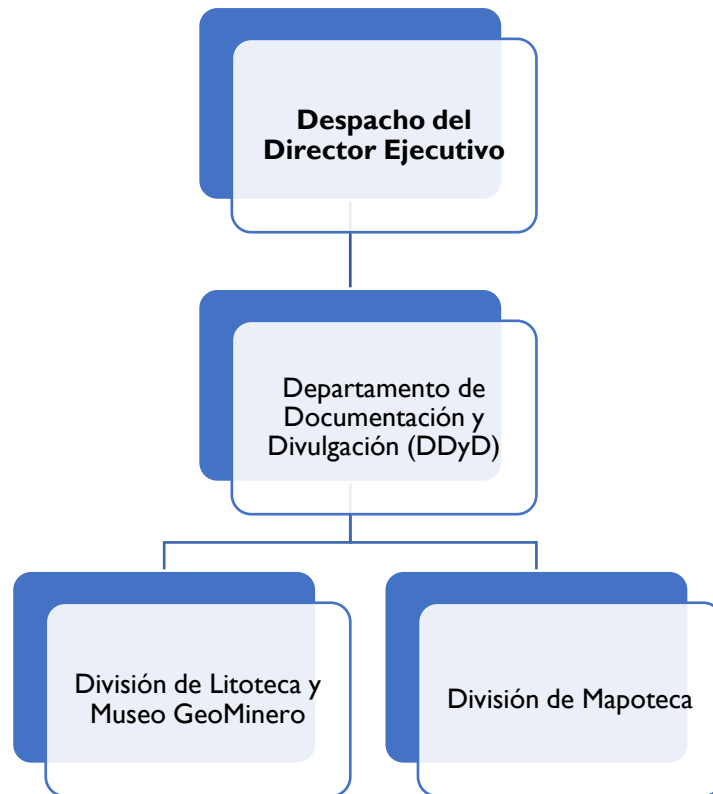 Despacho del
Director Ejecutivo
Departamento de
Documentación y
Divulgación (DDyD)
División de Litoteca y
Museo GeoMinero
División de Mapoteca